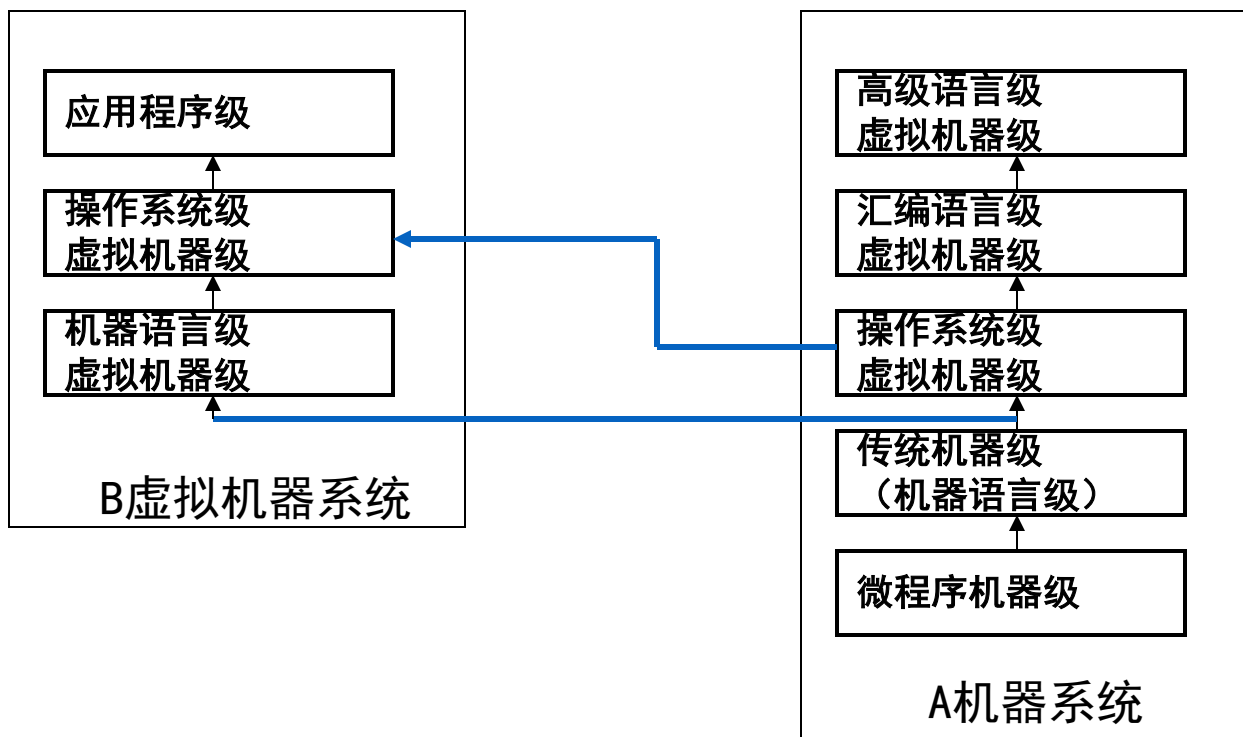 应用程序级
操作系统级
虚拟机器级
机器语言级
虚拟机器级
B虚拟机器系统
高级语言级
虚拟机器级
汇编语言级
虚拟机器级
操作系统级
虚拟机器级
传统机器级
（机器语言级）
微程序机器级
A机器系统